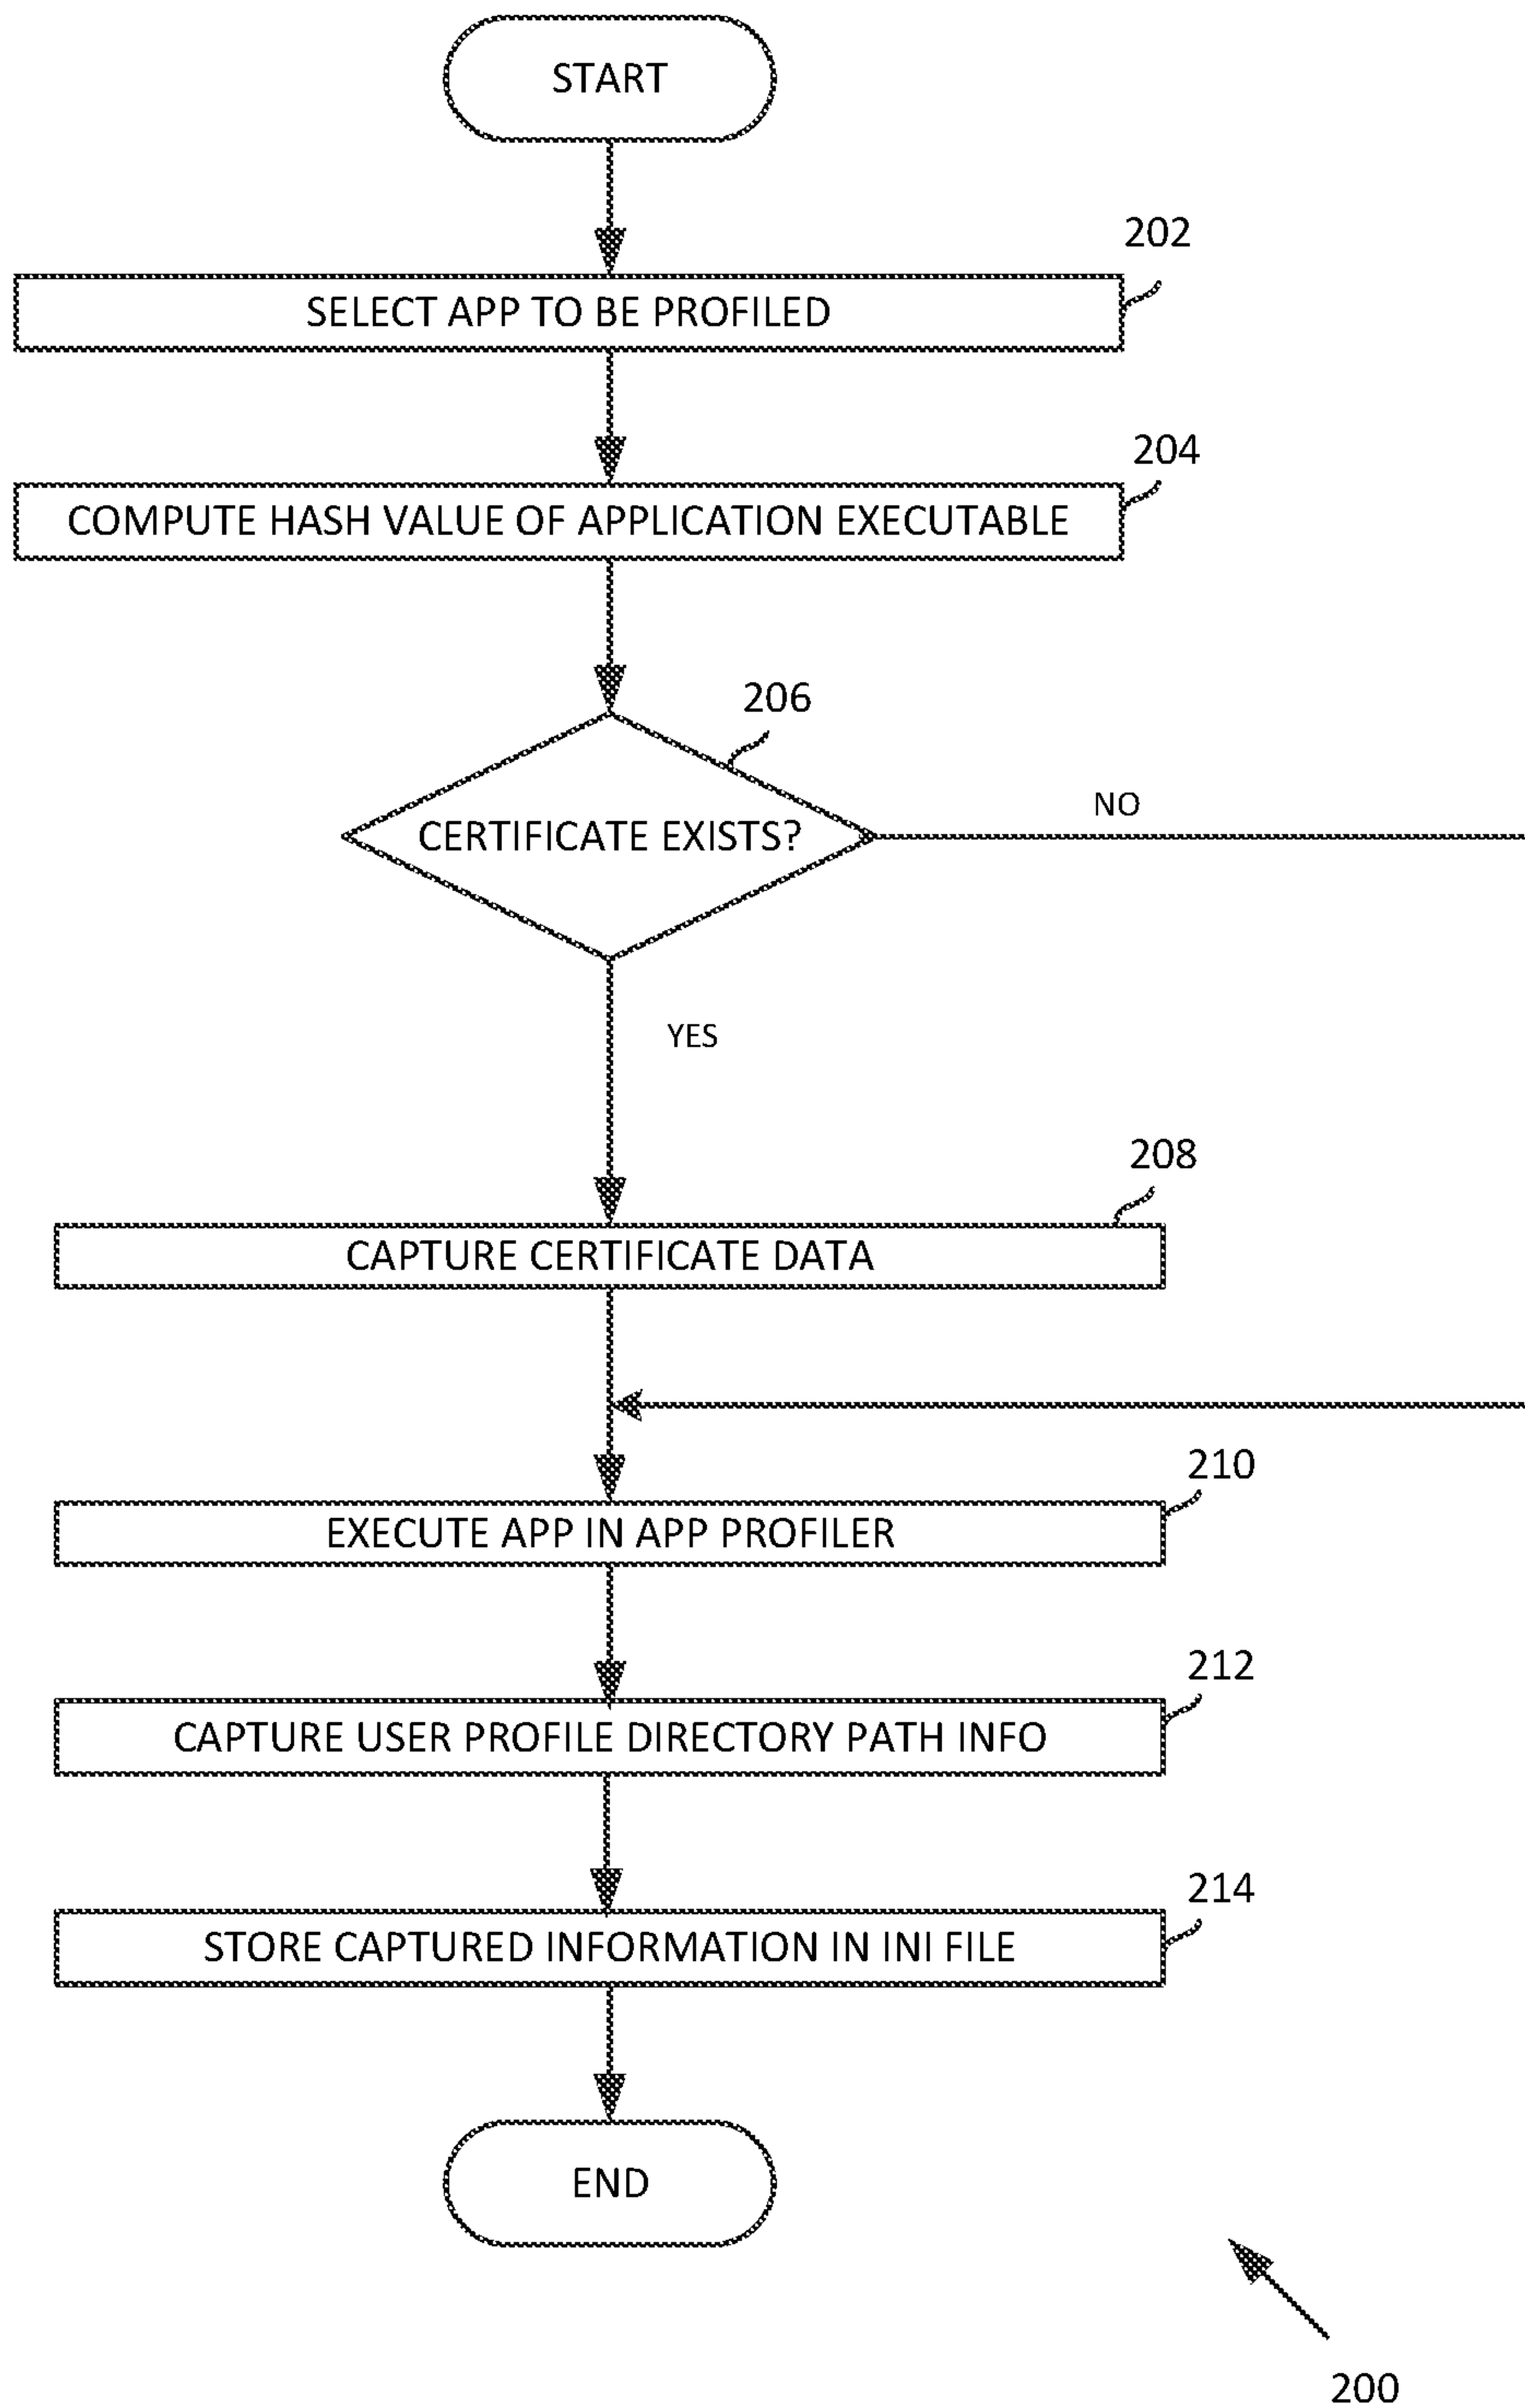 START
202
SELECT APP TO BE PROFILED
204
COMPUTE HASH VALUE OF APPLICATION EXECUTABLE
206
CERTIFICATE EXISTS?
NO
YES
208
CAPTURE CERTIFICATE DATA
210
EXECUTE APP IN APP PROFILER
212
CAPTURE USER PROFILE DIRECTORY PATH INFO
214
STORE CAPTURED INFORMATION IN INI FILE
END
200